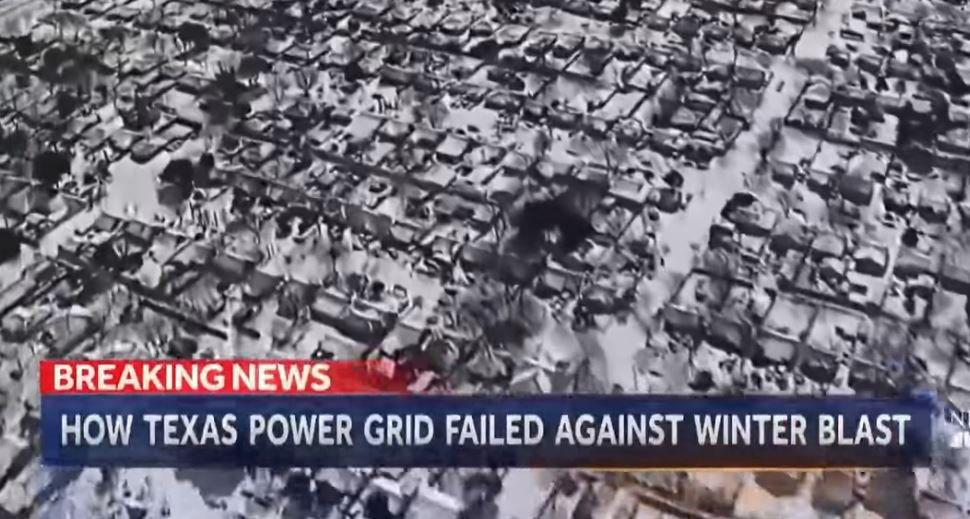 BREAKING NEWS
HOW TEXAS POWER GRID FAILED AGAINST WINTER BLAST